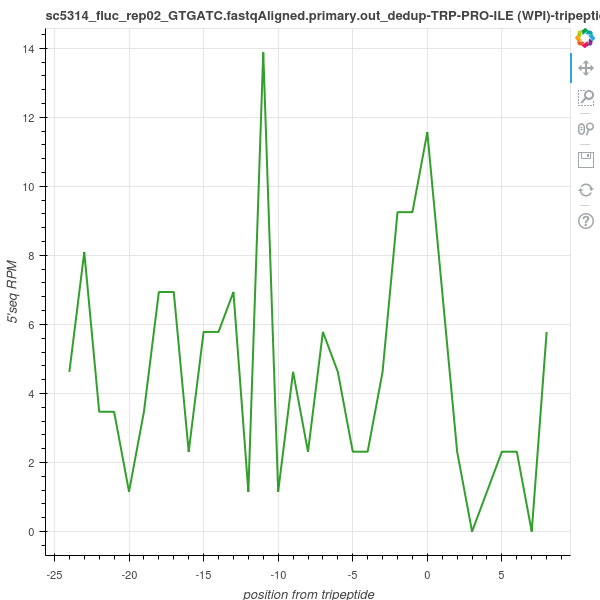 sc5314_fluc_rep02_GTGATC.fastqAligned.primary.out_dedup-TRP-PRO-ILE (WPI)-tripepti
14
12
10
8
6
4
2
0
5'seq RPM
-25 -20 -15 -10 -5 0 5
position from tripeptide